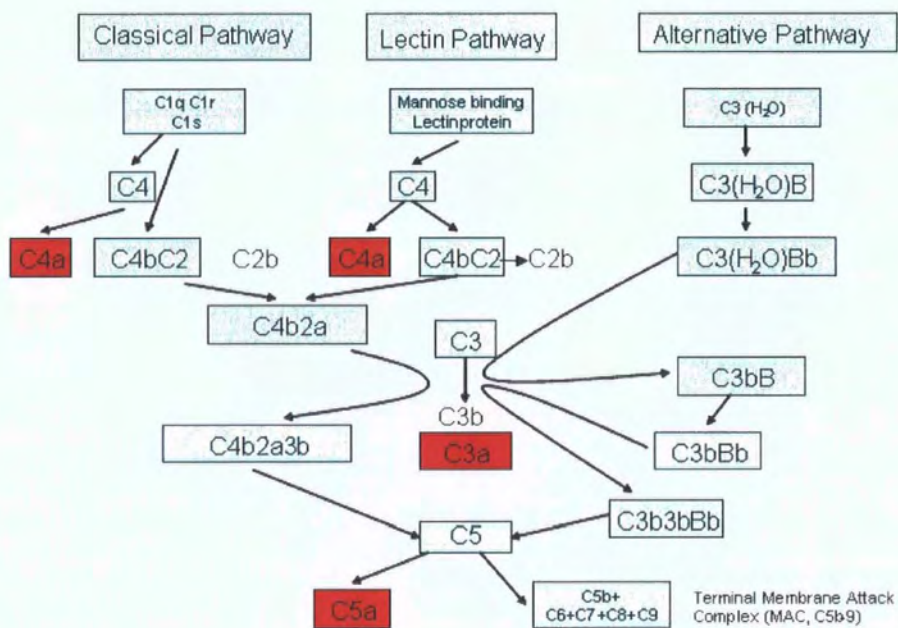 Classical Pathway
Lectin Pathway
Alternative Pathway
C1q C1r
C1s
Mannose binding
Lectinprotein
C3 (H₂O)
C4
C4
C3(H₂O)B
C4a
C4bC2
C2b
C4a
C4bC2
C2b
C3(H₂O)Bb
C4b2a
C3
C3bB
C3b
C4b2a3b
C3a
C3bBb
C3b3bBb
C5
C5a
C5b+
C6+C7+C8+C9
Terminal Membrane Attack
Complex (MAC, C5b9)